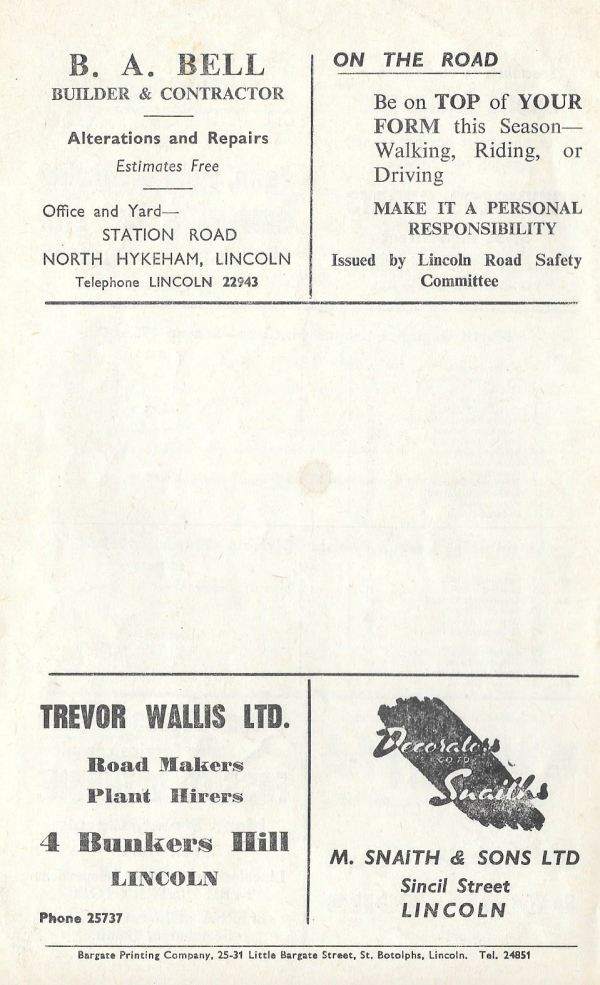 B. A. BELL
BUILDER & CONTRACTOR
Alterations and Repairs
Estimates Free
Office and Yard—
STATION ROAD
NORTH HYKEHAM, LINCOLN
Telephone LINCOLN 22943
ON THE ROAD
Be on TOP of YOUR
FORM this Season—
Walking, Riding, or
Driving
MAKE IT A PERSONAL
RESPONSIBILITY
Issued by Lincoln Road Safety
Committee
TREVOR WALLIS LTD.
Road Makers
Plant Hirers
4 Bunkers Hill
LINCOLN
Phone 25737
Decorators
GO TO
Snaiths
M. SNAITH & SONS LTD
Sincil Street
LINCOLN
Bargate Printing Company, 25-31 Little Bargate Street, St. Botolphs, Lincoln. Tel. 24851